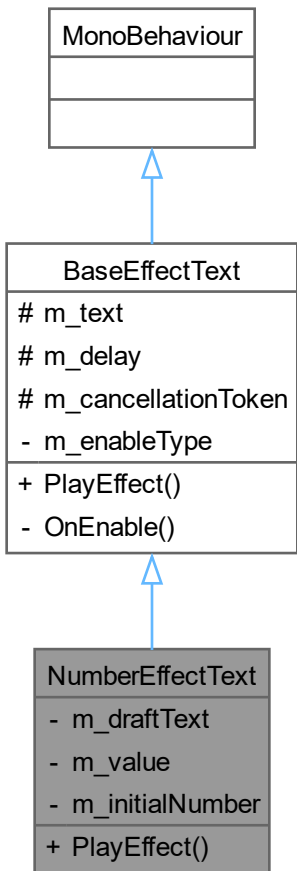 MonoBehaviour
BaseEffectText
# m_text
# m_delay
# m_cancellationToken
- m_enableType
+ PlayEffect()
- OnEnable()
NumberEffectText
- m_draftText
- m_value
- m_initialNumber
+ PlayEffect()